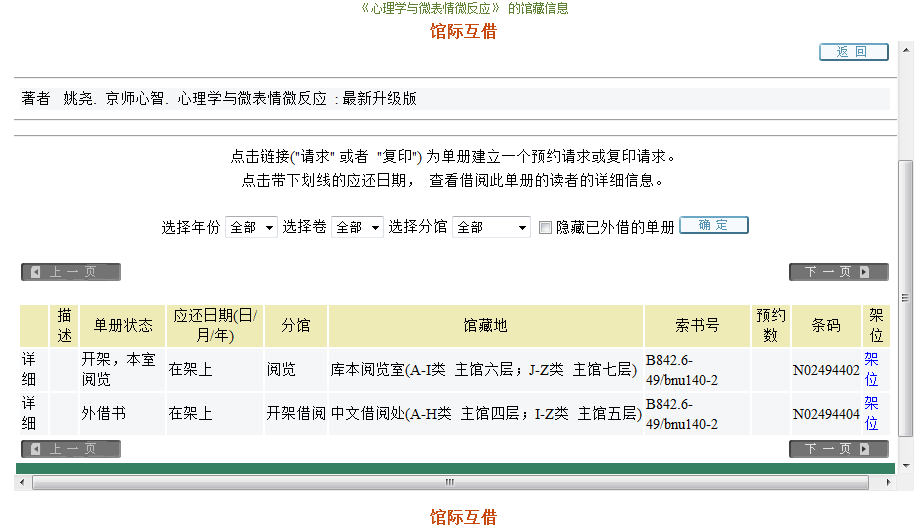 《心理学与微表情微反应》 的馆藏信息
馆际互借
返 回
著者 姚尧. 京师心智. 心理学与微表情微反应 : 最新升级版
点击链接("请求" 或者 "复印") 为单册建立一个预约请求或复印请求。
点击带下划线的应还日期, 查看借阅此单册的读者的详细信息。
选择年份 全部 选择卷 全部 选择分馆 全部 隐藏已外借的单册 确 定
上 一 页 下 一 页
描述 单册状态 应还日期(日/月/年) 分馆 馆藏地 索书号 预约数 条码 架位
详细 开架,本室阅览 在架上 阅览 库本阅览室(A-I类 主馆六层;J-Z类 主馆七层) B842.6-49/bnu140-2 N02494402 架位
详细 外借书 在架上 开架借阅 中文借阅处(A-H类 主馆四层;I-Z类 主馆五层) B842.6-49/bnu140-2 N02494404 架位
上 一 页 下 一 页
馆际互借